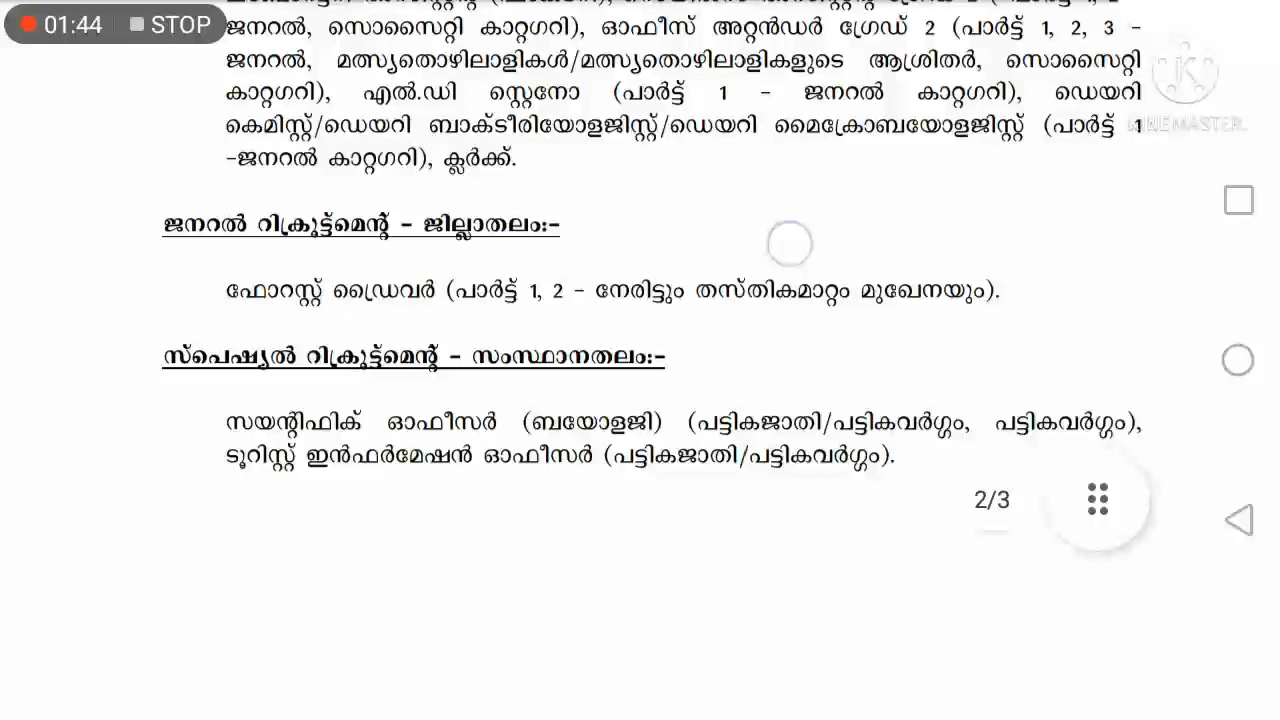 01:44 STOP
ജനറൽ, സൊസൈറ്റി കാറ്റഗറി), ഓഫീസ് അറ്റൻഡർ ഗ്രേഡ് 2 (പാർട്ട് 1, 2, 3 -
ജനറൽ, മത്സ്യതൊഴിലാളികൾ/മത്സ്യതൊഴിലാളികളുടെ ആശ്രിതർ, സൊസൈറ്റി
കാറ്റഗറി), എൽ.ഡി സ്റ്റെനോ (പാർട്ട് 1 - ജനറൽ കാറ്റഗറി), ഡെയറി
കെമിസ്റ്റ്/ഡെയറി ബാക്ടീരിയോളജിസ്റ്റ്/ഡെയറി മൈക്രോബയോളജിസ്റ്റ് (പാർട്ട് 1
KINEMASTER
-ജനറൽ കാറ്റഗറി), ക്ലർക്ക്.
ജനറൽ റിക്രൂട്ട്മെന്റ് - ജില്ലാതലം:-
ഫോറസ്റ്റ് ഡ്രൈവർ (പാർട്ട് 1, 2 - നേരിട്ടും തസ്തികമാറ്റം മുഖേനയും).
സ്പെഷ്യൽ റിക്രൂട്ട്മെന്റ് - സംസ്ഥാനതലം:-
സയന്റിഫിക് ഓഫീസർ (ബയോളജി) (പട്ടികജാതി/പട്ടികവർഗ്ഗം, പട്ടികവർഗ്ഗം),
ടൂറിസ്റ്റ് ഇൻഫർമേഷൻ ഓഫീസർ (പട്ടികജാതി/പട്ടികവർഗ്ഗം).
2/3